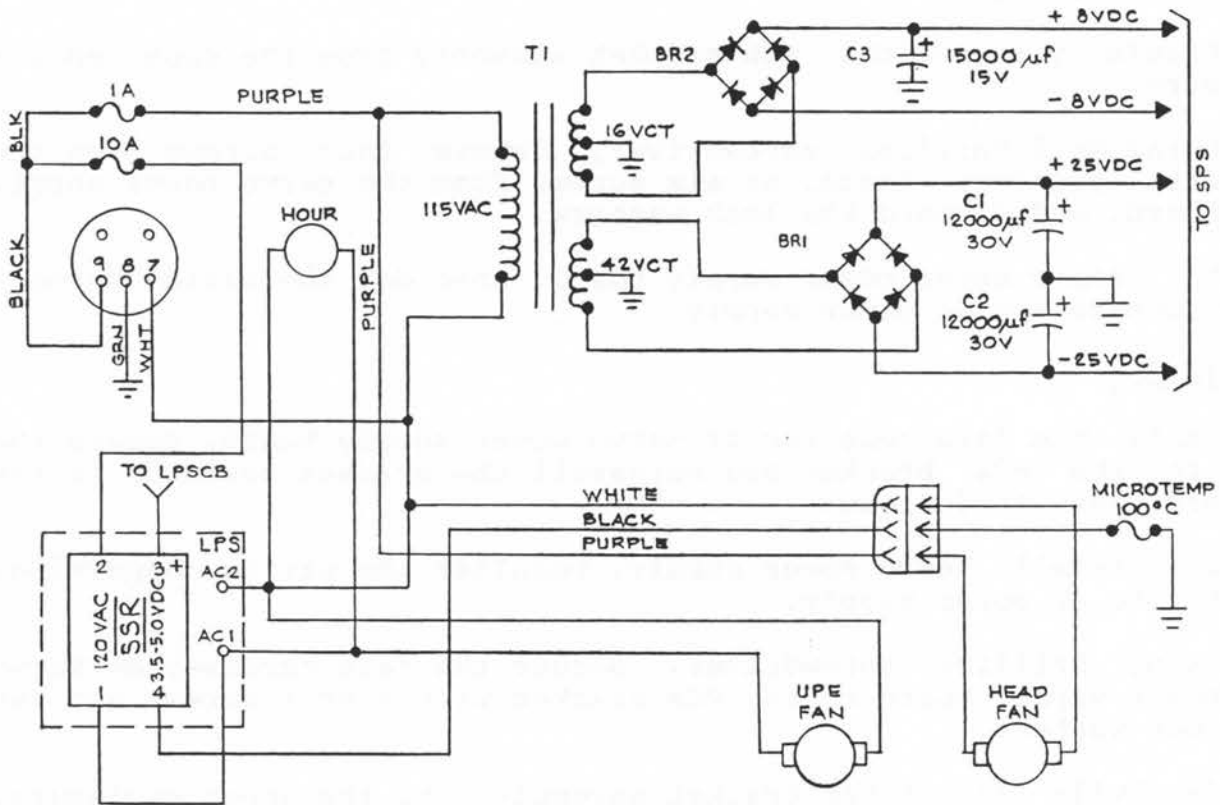 + 8VDC
T1
BR2
C3
+
15000µf
15V
1A
PURPLE
- 8VDC
BLK
10A
16VCT
+ 25VDC
115VAC
HOUR
C1
12000µf
30V
+
TO SPS
BLACK
9 8 7
PURPLE
42VCT
BR1
C2
12000µf
30V
+
GRN
WHT
- 25VDC
TO LPSCB
WHITE
BLACK
PURPLE
MICROTEMP
100°C
LPS
2
3 +
AC2
120VAC
SSR
3.5-5.0VDC
AC1
1
4
UPE
FAN
HEAD
FAN